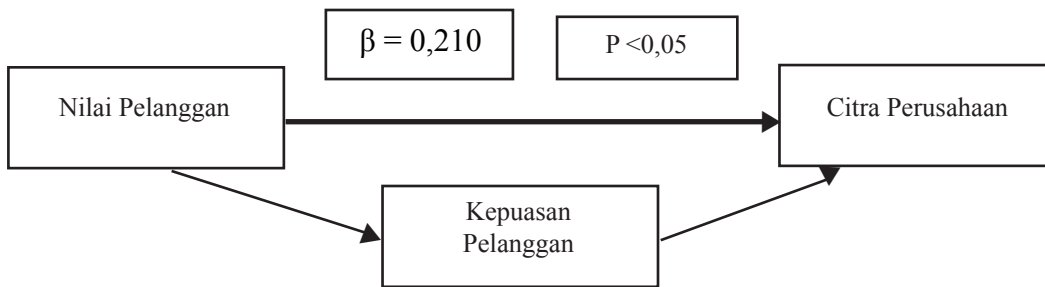 β = 0,210
P <0,05
Nilai Pelanggan
Citra Perusahaan
Kepuasan
Pelanggan